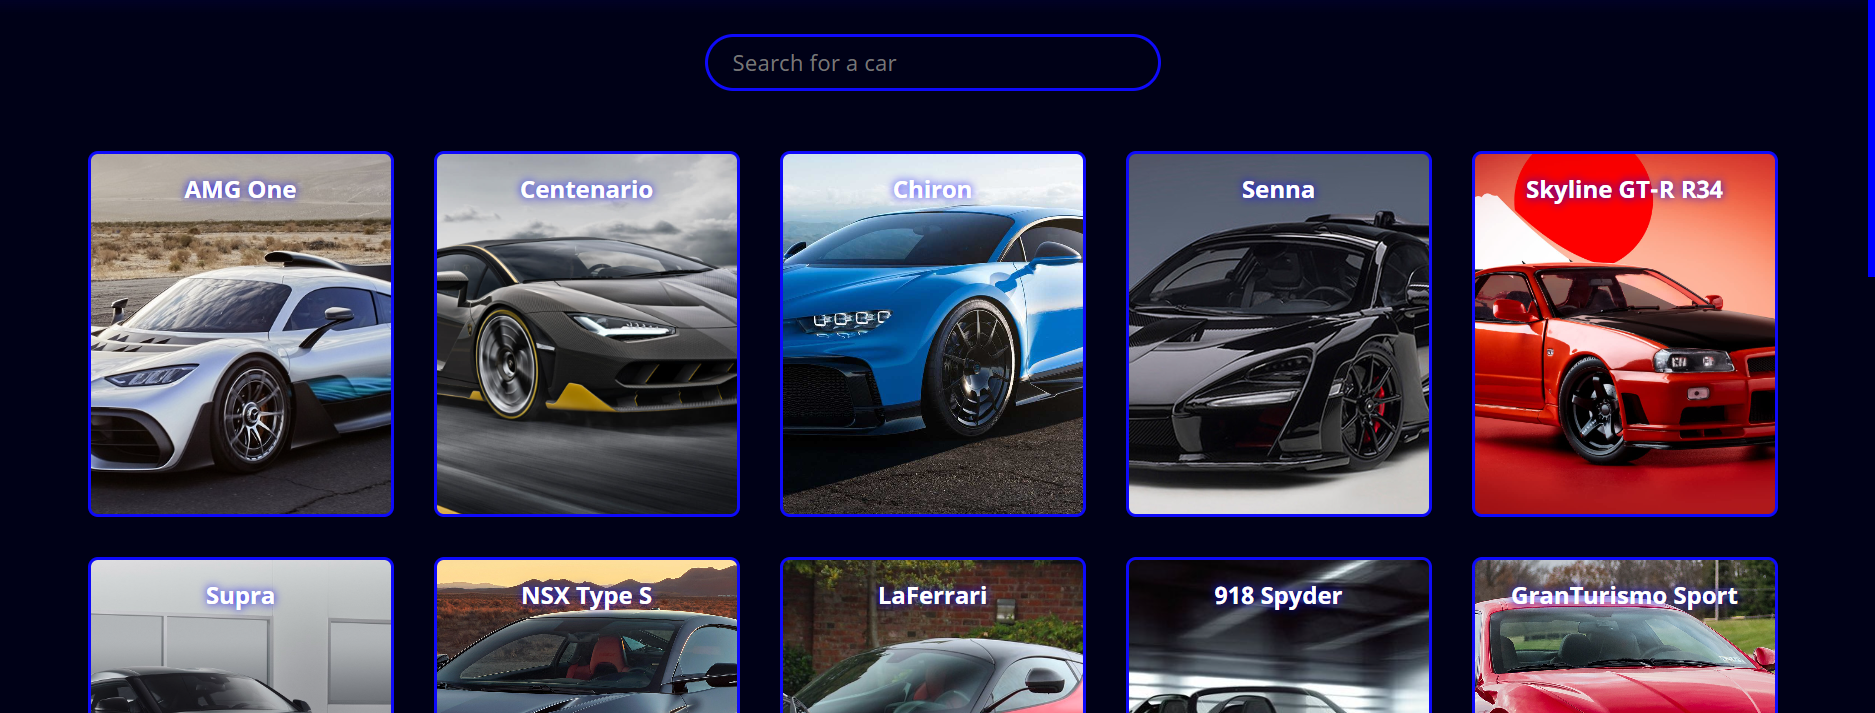 Search for a car
AMG One
Centenario
Chiron
Senna
Skyline GT-R R34
Supra
NSX Type S
LaFerrari
918 Spyder
GranTurismo Sport